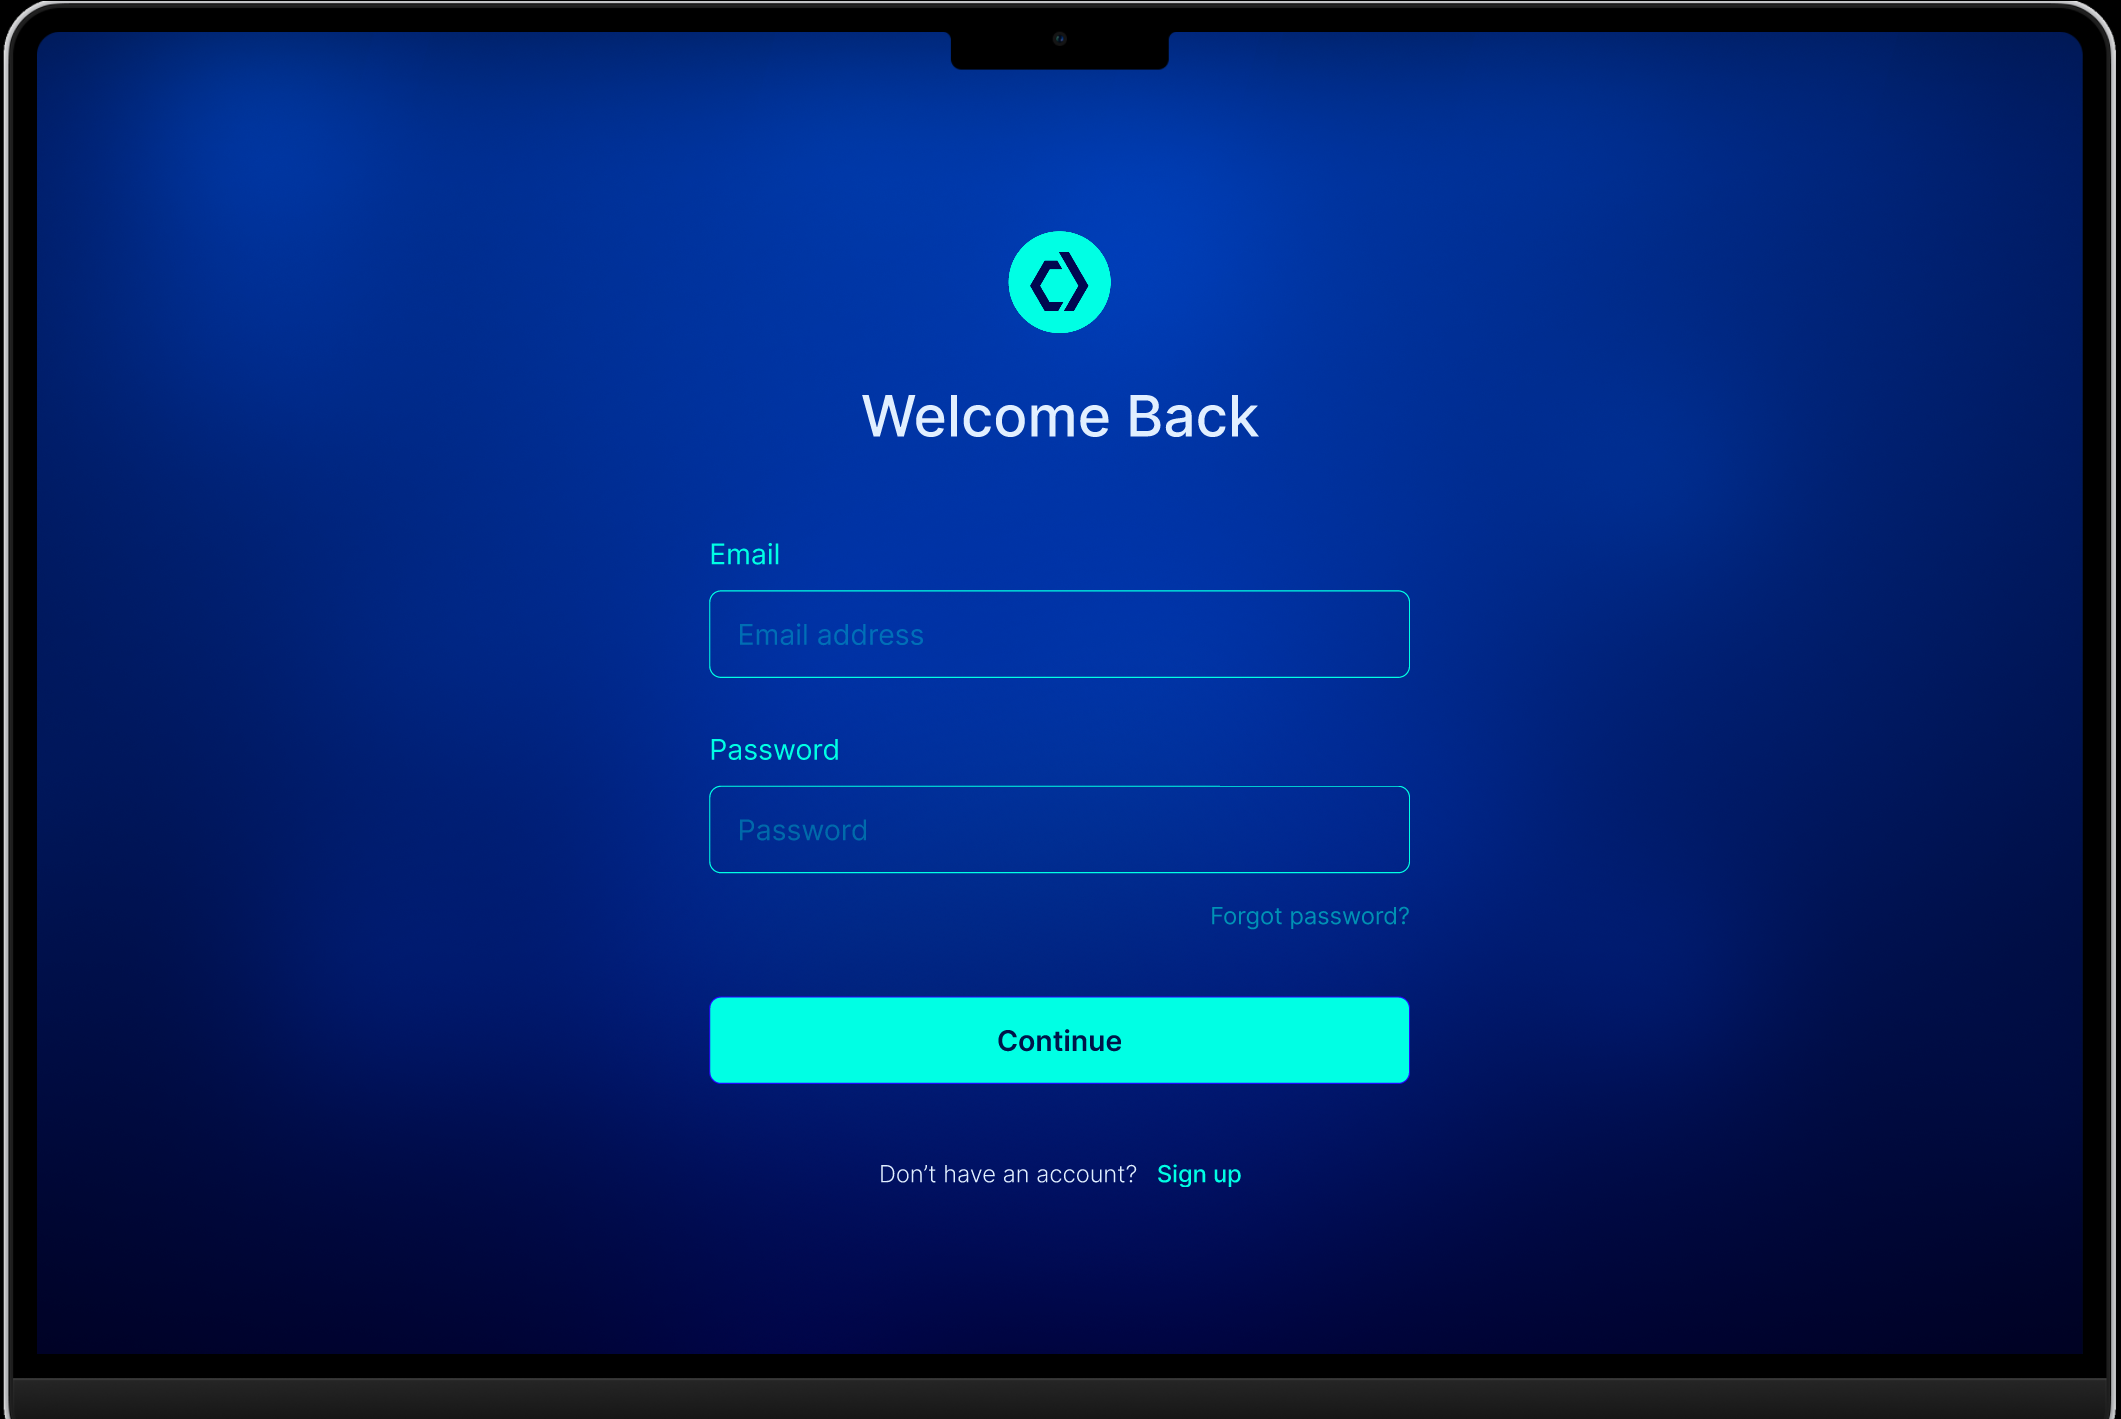 Welcome Back
Email
Email address
Password
Password
Forgot password?
Continue
Don’t have an account? Sign up